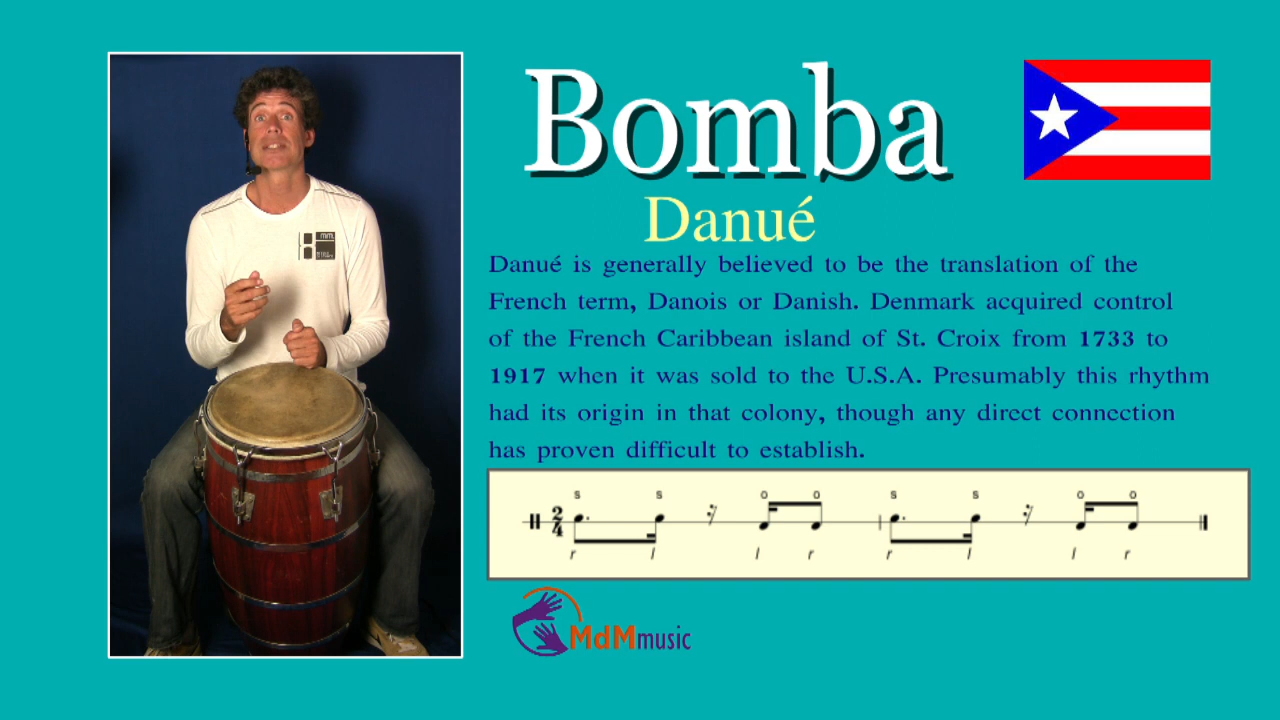 Bomba
Danué
Danué is generally believed to be the translation of the
French term, Danois or Danish. Denmark acquired control
of the French Caribbean island of St. Croix from 1733 to
1917 when it was sold to the U.S.A. Presumably this rhythm
had its origin in that colony, though any direct connection
has proven difficult to establish.
s s o o s s o o
2
4
r l l r r l l r
MdMmusic